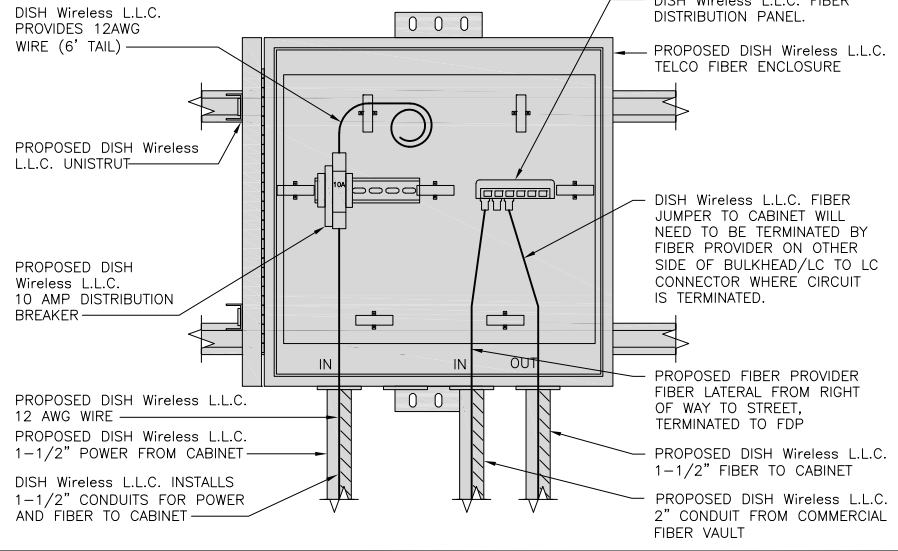 DISH Wireless L.L.C.
PROVIDES 12AWG
WIRE (6' TAIL)
PROPOSED DISH Wireless
L.L.C. UNISTRUT
PROPOSED DISH
Wireless L.L.C.
10 AMP DISTRIBUTION
BREAKER
PROPOSED DISH Wireless L.L.C.
12 AWG WIRE
PROPOSED DISH Wireless L.L.C.
1-1/2" POWER FROM CABINET
DISH Wireless L.L.C. INSTALLS
1-1/2" CONDUITS FOR POWER
AND FIBER TO CABINET
10A
IN
IN
OUT
DISH Wireless L.L.C. FIBER
DISTRIBUTION PANEL.
PROPOSED DISH Wireless L.L.C.
TELCO FIBER ENCLOSURE
DISH Wireless L.L.C. FIBER
JUMPER TO CABINET WILL
NEED TO BE TERMINATED BY
FIBER PROVIDER ON OTHER
SIDE OF BULKHEAD/LC TO LC
CONNECTOR WHERE CIRCUIT
IS TERMINATED.
PROPOSED FIBER PROVIDER
FIBER LATERAL FROM RIGHT
OF WAY TO STREET,
TERMINATED TO FDP
PROPOSED DISH Wireless L.L.C.
1-1/2" FIBER TO CABINET
PROPOSED DISH Wireless L.L.C.
2" CONDUIT FROM COMMERCIAL
FIBER VAULT